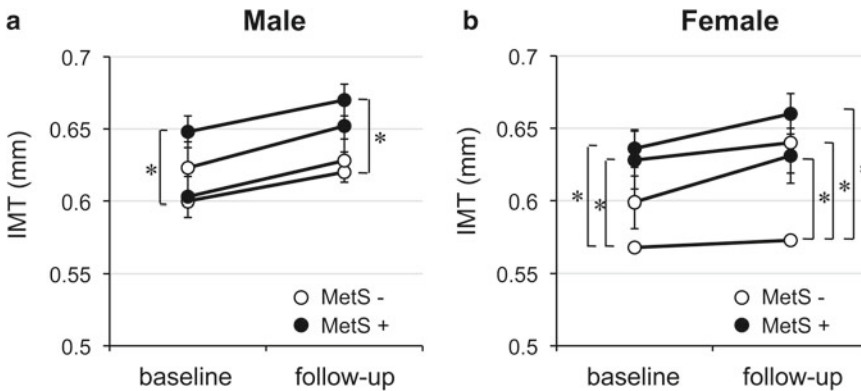 a
Male
IMT (mm)
0.7
0.65
0.6
0.55
0.5
*
*
MetS -
MetS +
baseline
follow-up
b
Female
IMT (mm)
0.7
0.65
0.6
0.55
0.5
* * * * *
MetS -
MetS +
baseline
follow-up